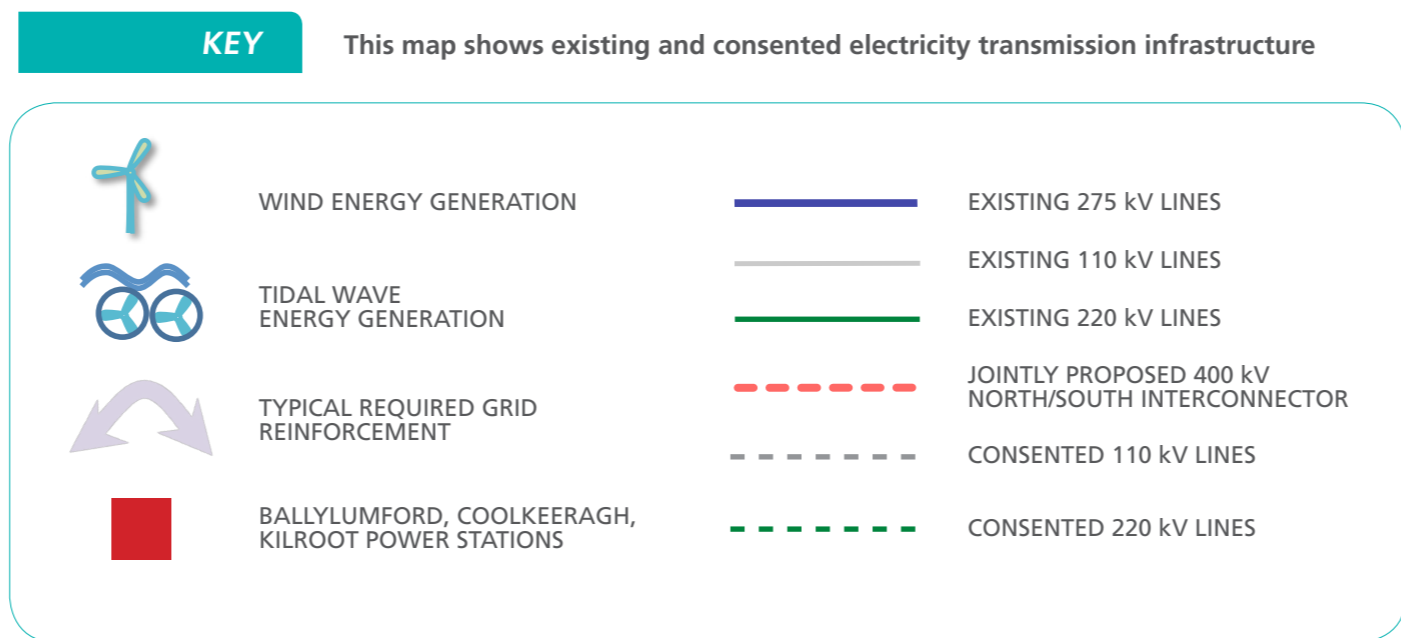 KEY
This map shows existing and consented electricity transmission infrastructure
WIND ENERGY GENERATION
TIDAL WAVE
ENERGY GENERATION
TYPICAL REQUIRED GRID
REINFORCEMENT
BALLYLUMFORD, COOLKEERAGH,
KILROOT POWER STATIONS
EXISTING 275 kV LINES
EXISTING 110 kV LINES
EXISTING 220 kV LINES
JOINTLY PROPOSED 400 kV
NORTH/SOUTH INTERCONNECTOR
CONSENTED 110 kV LINES
CONSENTED 220 kV LINES